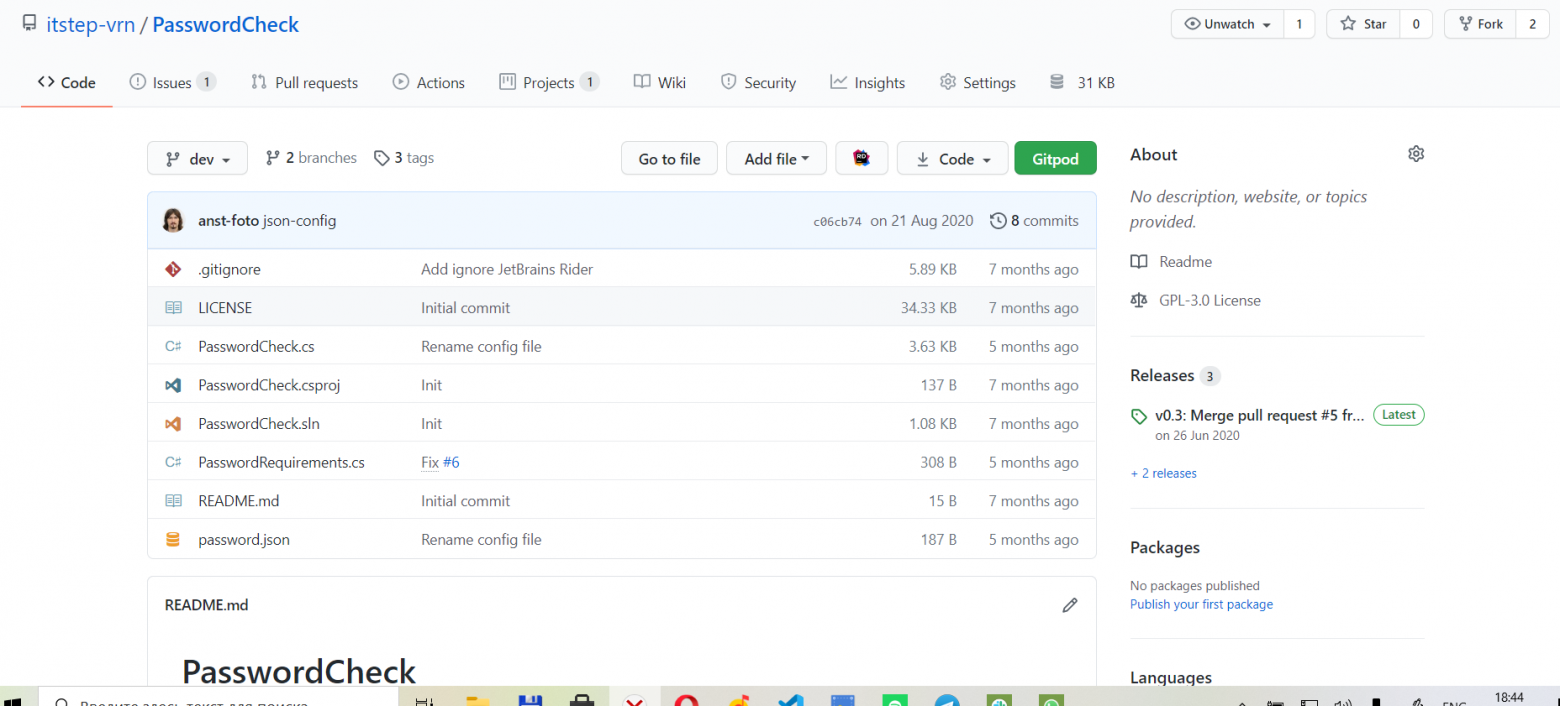 itstep-vrn / PasswordCheck
Unwatch 1 Star 0 Fork 2
Code Issues 1 Pull requests Actions Projects 1 Wiki Security Insights Settings 31 KB
dev 2 branches 3 tags Go to file Add file RD Code Gitpod
About
No description, website, or topics
provided.
Readme
GPL-3.0 License
anst-foto json-config c06cb74 on 21 Aug 2020 8 commits
.gitignore Add ignore JetBrains Rider 5.89 KB 7 months ago
LICENSE Initial commit 34.33 KB 7 months ago
C# PasswordCheck.cs Rename config file 3.63 KB 5 months ago
PasswordCheck.csproj Init 137 B 7 months ago
PasswordCheck.sln Init 1.08 KB 7 months ago
C# PasswordRequirements.cs Fix #6 308 B 5 months ago
README.md Initial commit 15 B 7 months ago
password.json Rename config file 187 B 5 months ago
Releases 3
v0.3: Merge pull request #5 fr... Latest
on 26 Jun 2020
+ 2 releases
Packages
No packages published
Publish your first package
Languages
README.md
PasswordCheck
Введите здесь текст для поиска
ENG
18:44